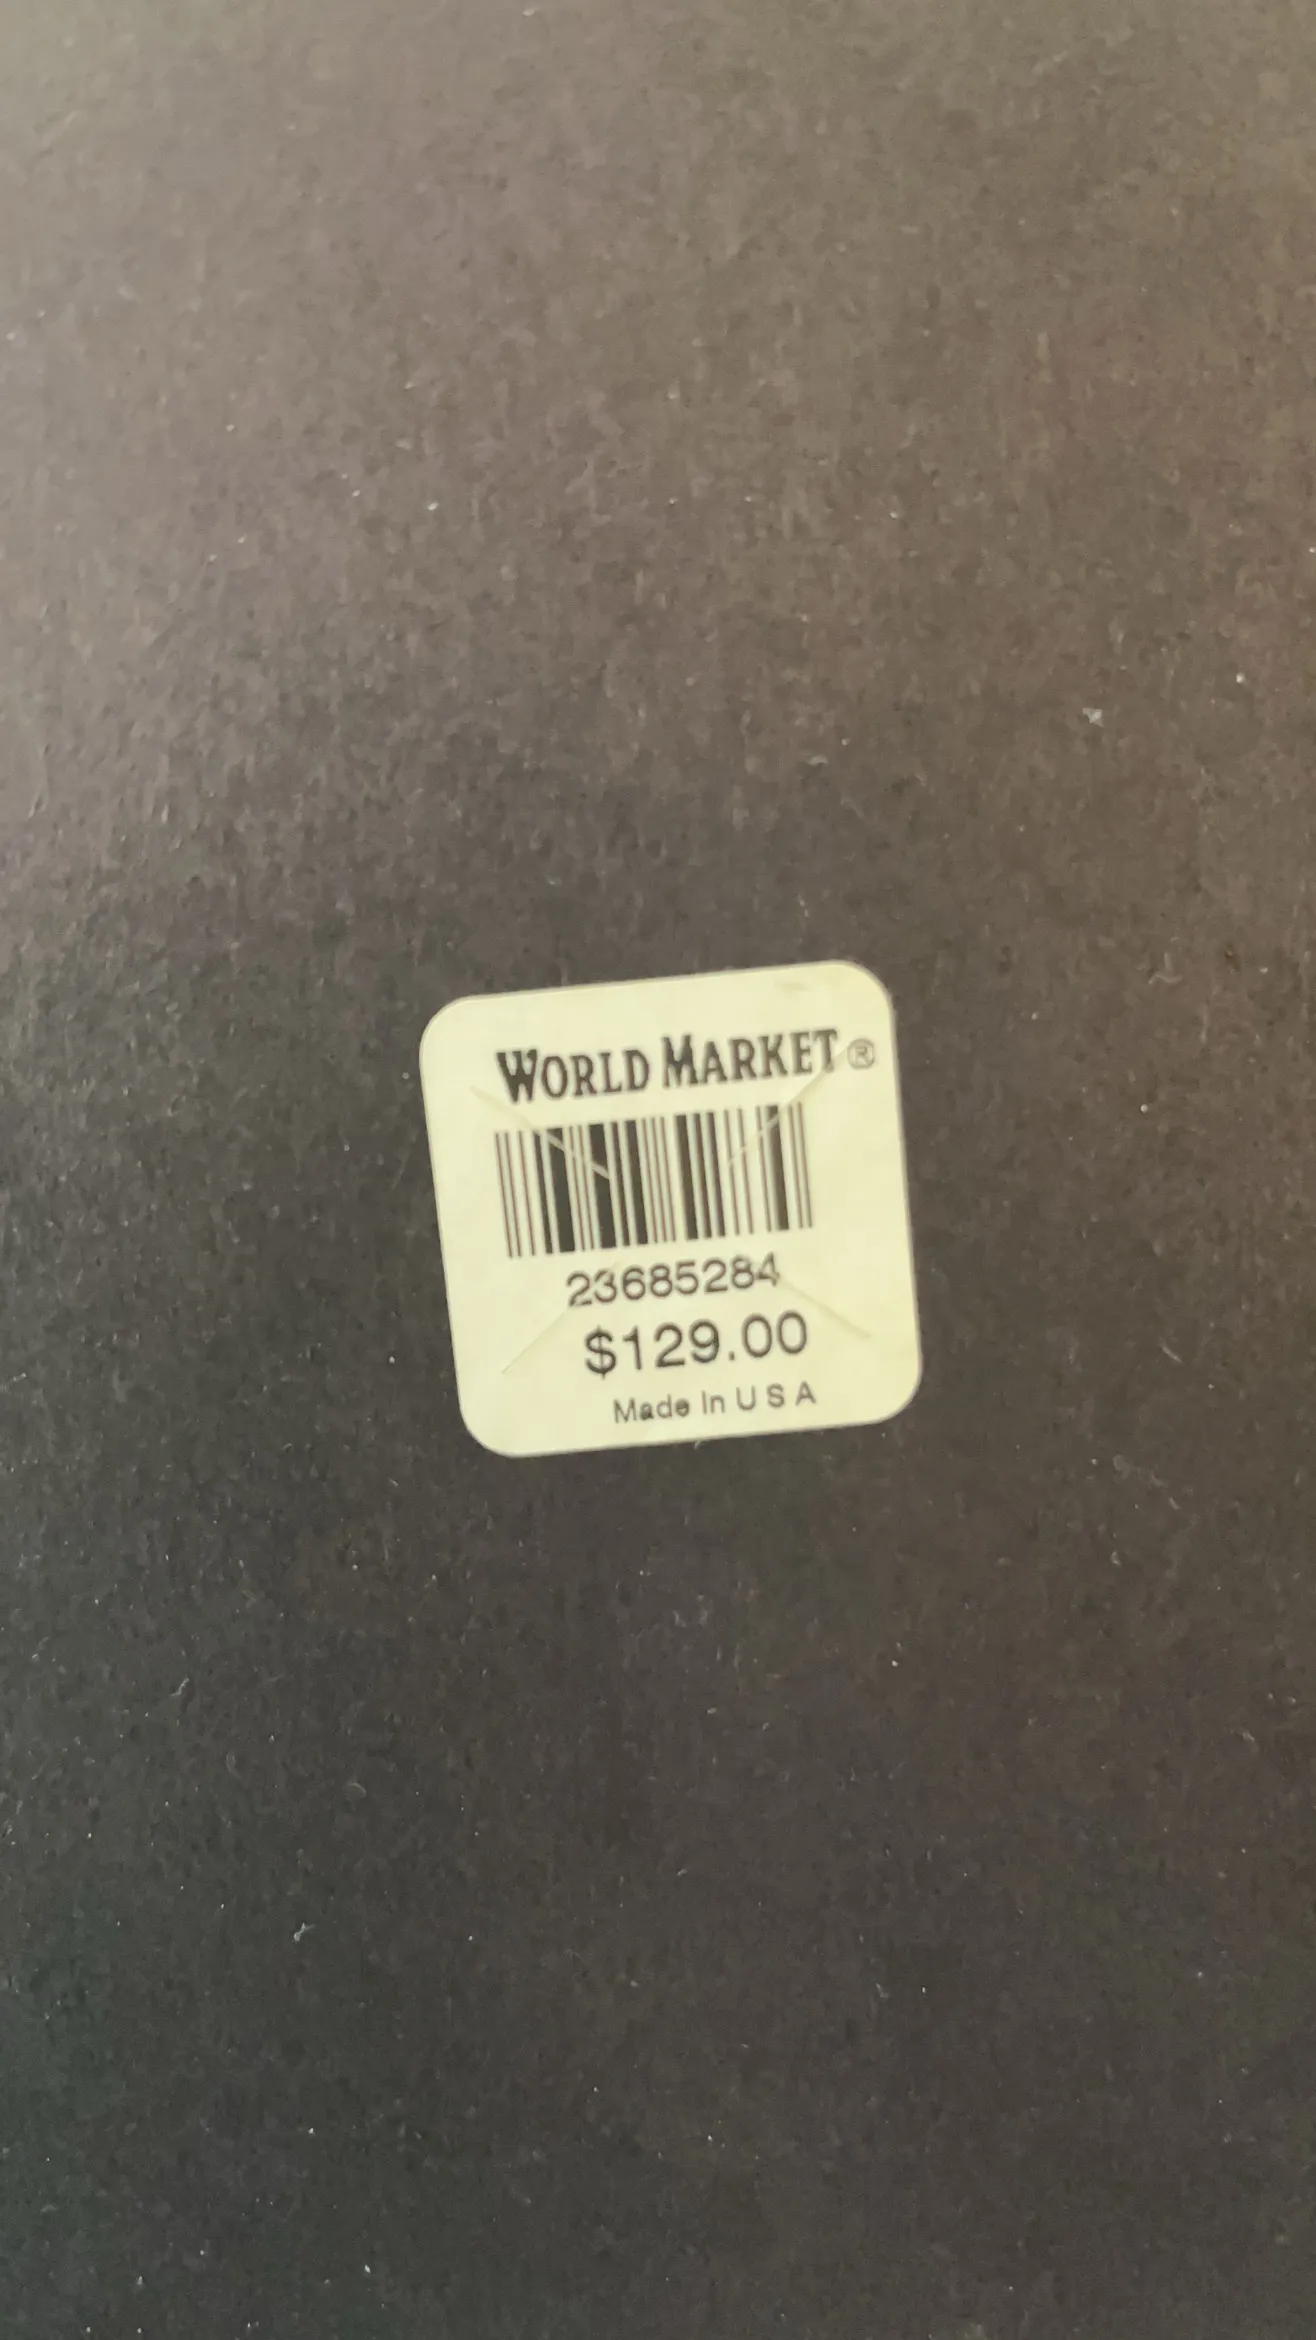 WORLD MARKET®
23685284
$129.00
Made In U S A